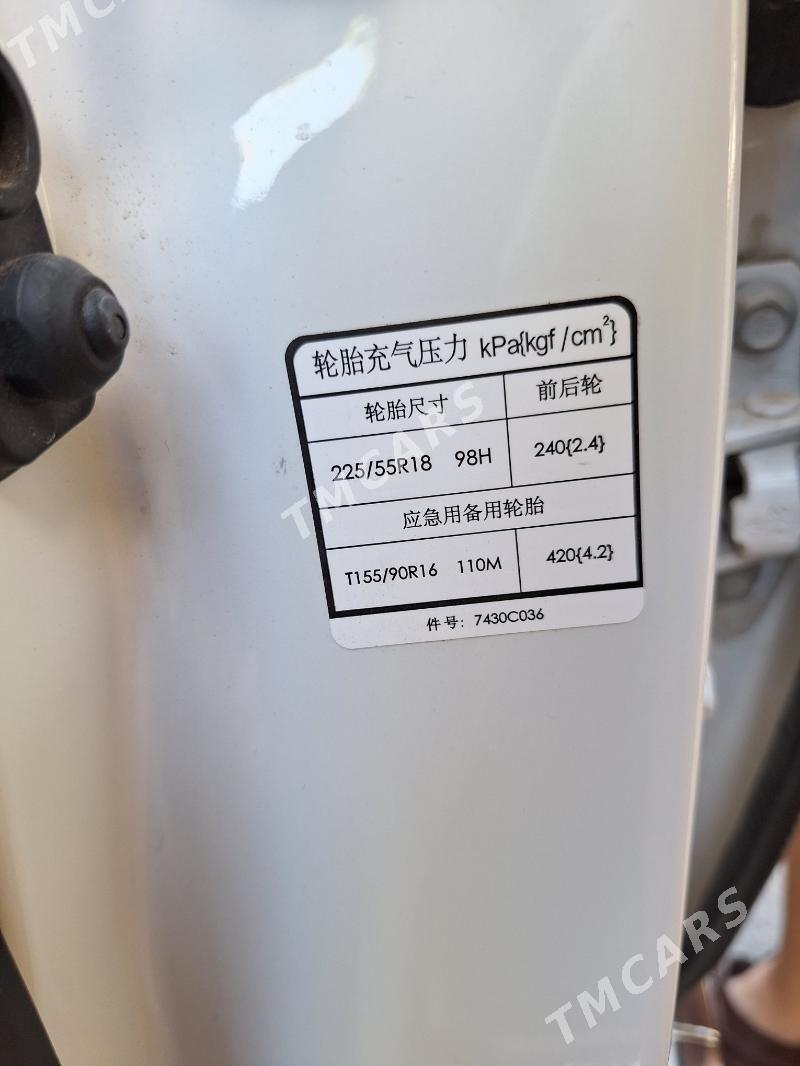 TMCARS
轮胎充气压力 kPa{kgf/cm²}
轮胎尺寸 前后轮
225/55R18 98H 240{2.4}
TMCARS
应急用备用轮胎
T155/90R16 110M 420{4.2}
件号: 7430C036
TMCARS